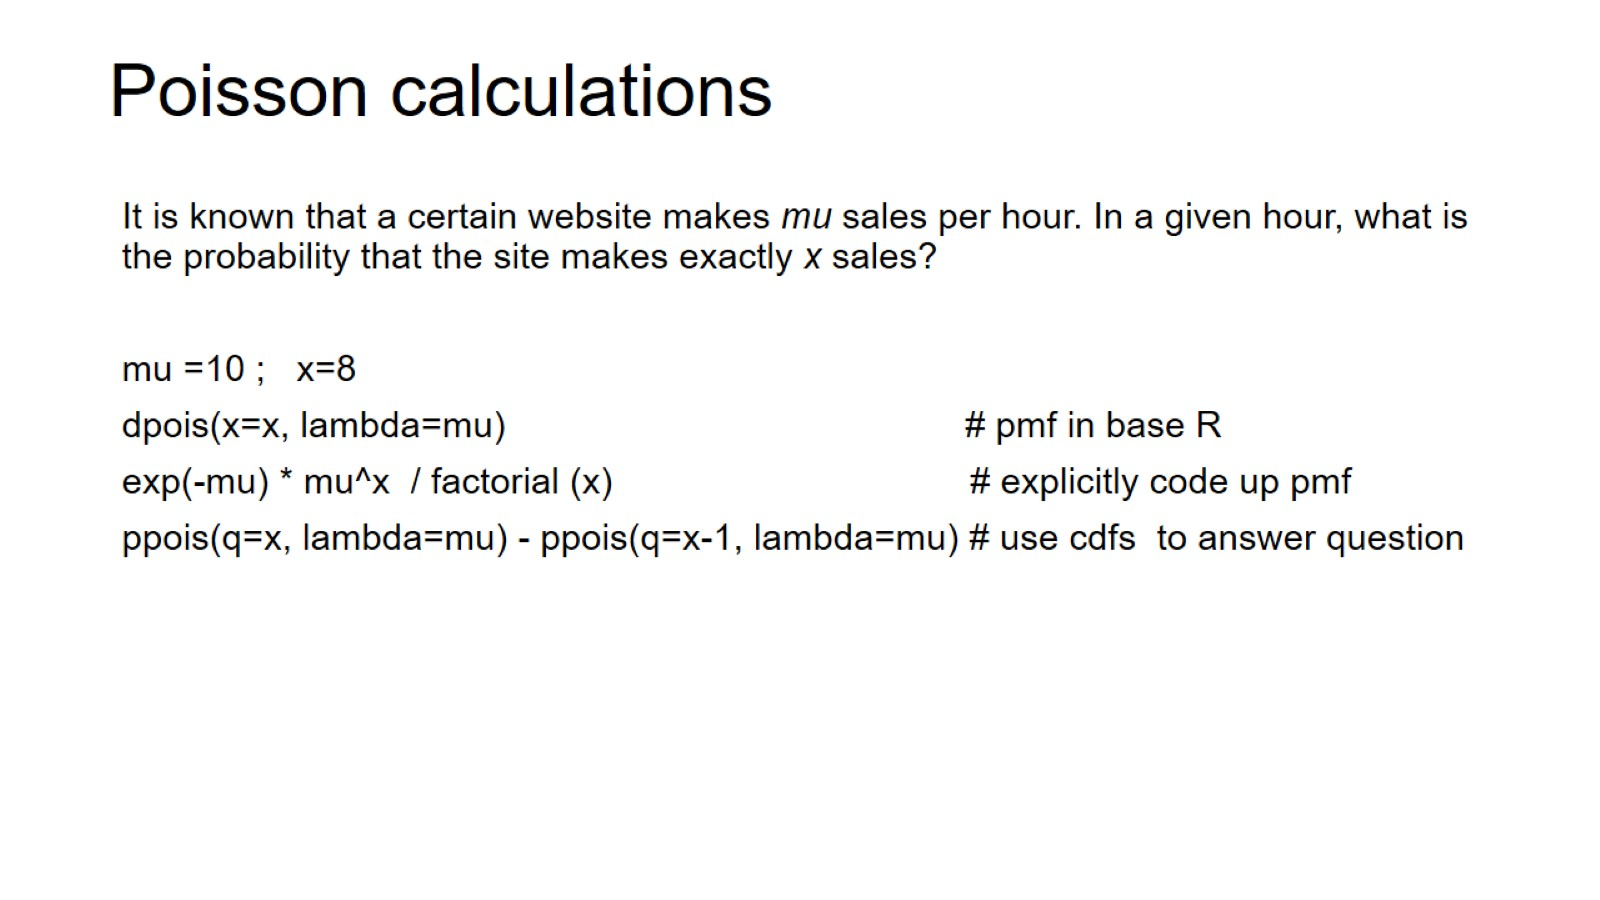 Poisson calculations
It is known that a certain website makes mu sales per hour. In a given hour, what is
the probability that the site makes exactly x sales?
mu =10 ;   x=8
dpois(x=x, lambda=mu) # pmf in base R
exp(-mu) * mu^x  / factorial (x) # explicitly code up pmf
ppois(q=x, lambda=mu) - ppois(q=x-1, lambda=mu) # use cdfs  to answer question